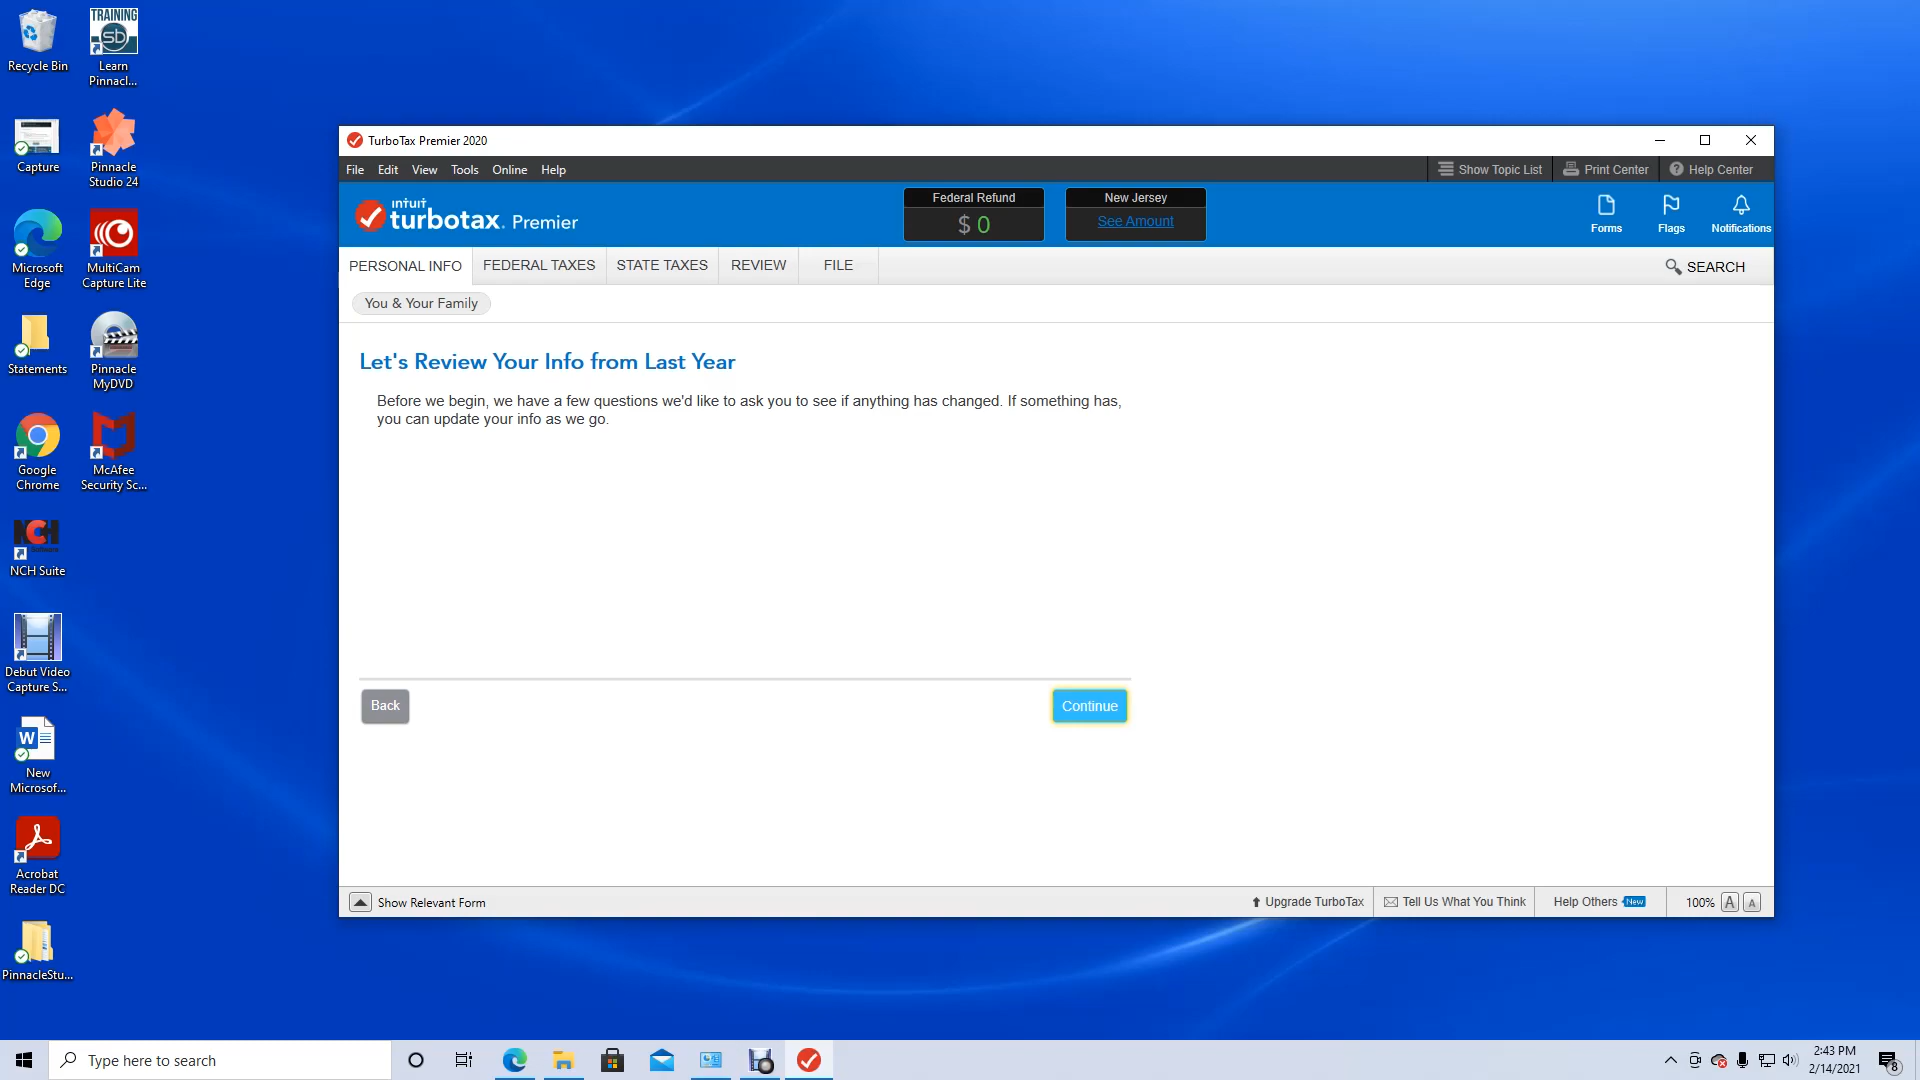 Recycle Bin
TRAINING
sb
Learn
Pinnacl...
Capture
Pinnacle
Studio 24
Microsoft
Edge
MultiCam
Capture Lite
Statements
Pinnacle
MyDVD
Google
Chrome
McAfee
Security Sc...
NCH
Software
NCH Suite
Debut Video
Capture S...
W
New
Microsof...
Acrobat
Reader DC
PinnacleStu...
TurboTax Premier 2020
File Edit View Tools Online Help
Show Topic List Print Center ? Help Center
intuit
turbotax. Premier
Federal Refund
$ 0
New Jersey
See Amount
Forms Flags Notifications
PERSONAL INFO FEDERAL TAXES STATE TAXES REVIEW FILE SEARCH
You & Your Family
Let's Review Your Info from Last Year
Before we begin, we have a few questions we'd like to ask you to see if anything has changed. If something has,
you can update your info as we go.
Back Continue
Show Relevant Form Upgrade TurboTax Tell Us What You Think Help Others New 100% A A
Type here to search
2:43 PM
2/14/2021
8